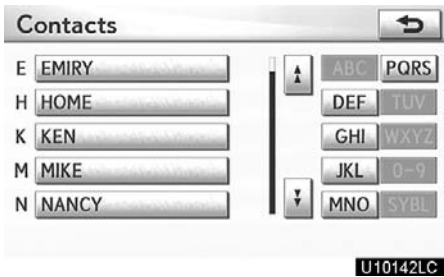 Contacts
E EMIRY ABC PQRS
H HOME DEF TUV
K KEN GHI WXYZ
M MIKE JKL 0-9
N NANCY MNO SYBL
U10142LC